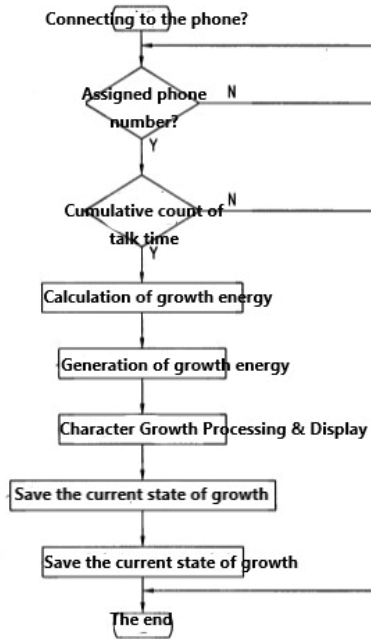 Connecting to the phone?
Assigned phone
number?
N
Y
Cumulative count of
talk time
N
Y
Calculation of growth energy
Generation of growth energy
Character Growth Processing & Display
Save the current state of growth
Save the current state of growth
The end